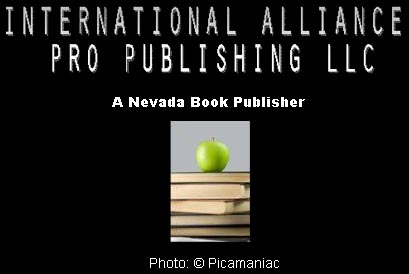 INTERNATIONAL ALLIANCE
PRO PUBLISHING LLC
A Nevada Book Publisher
Photo: © Picamaniac